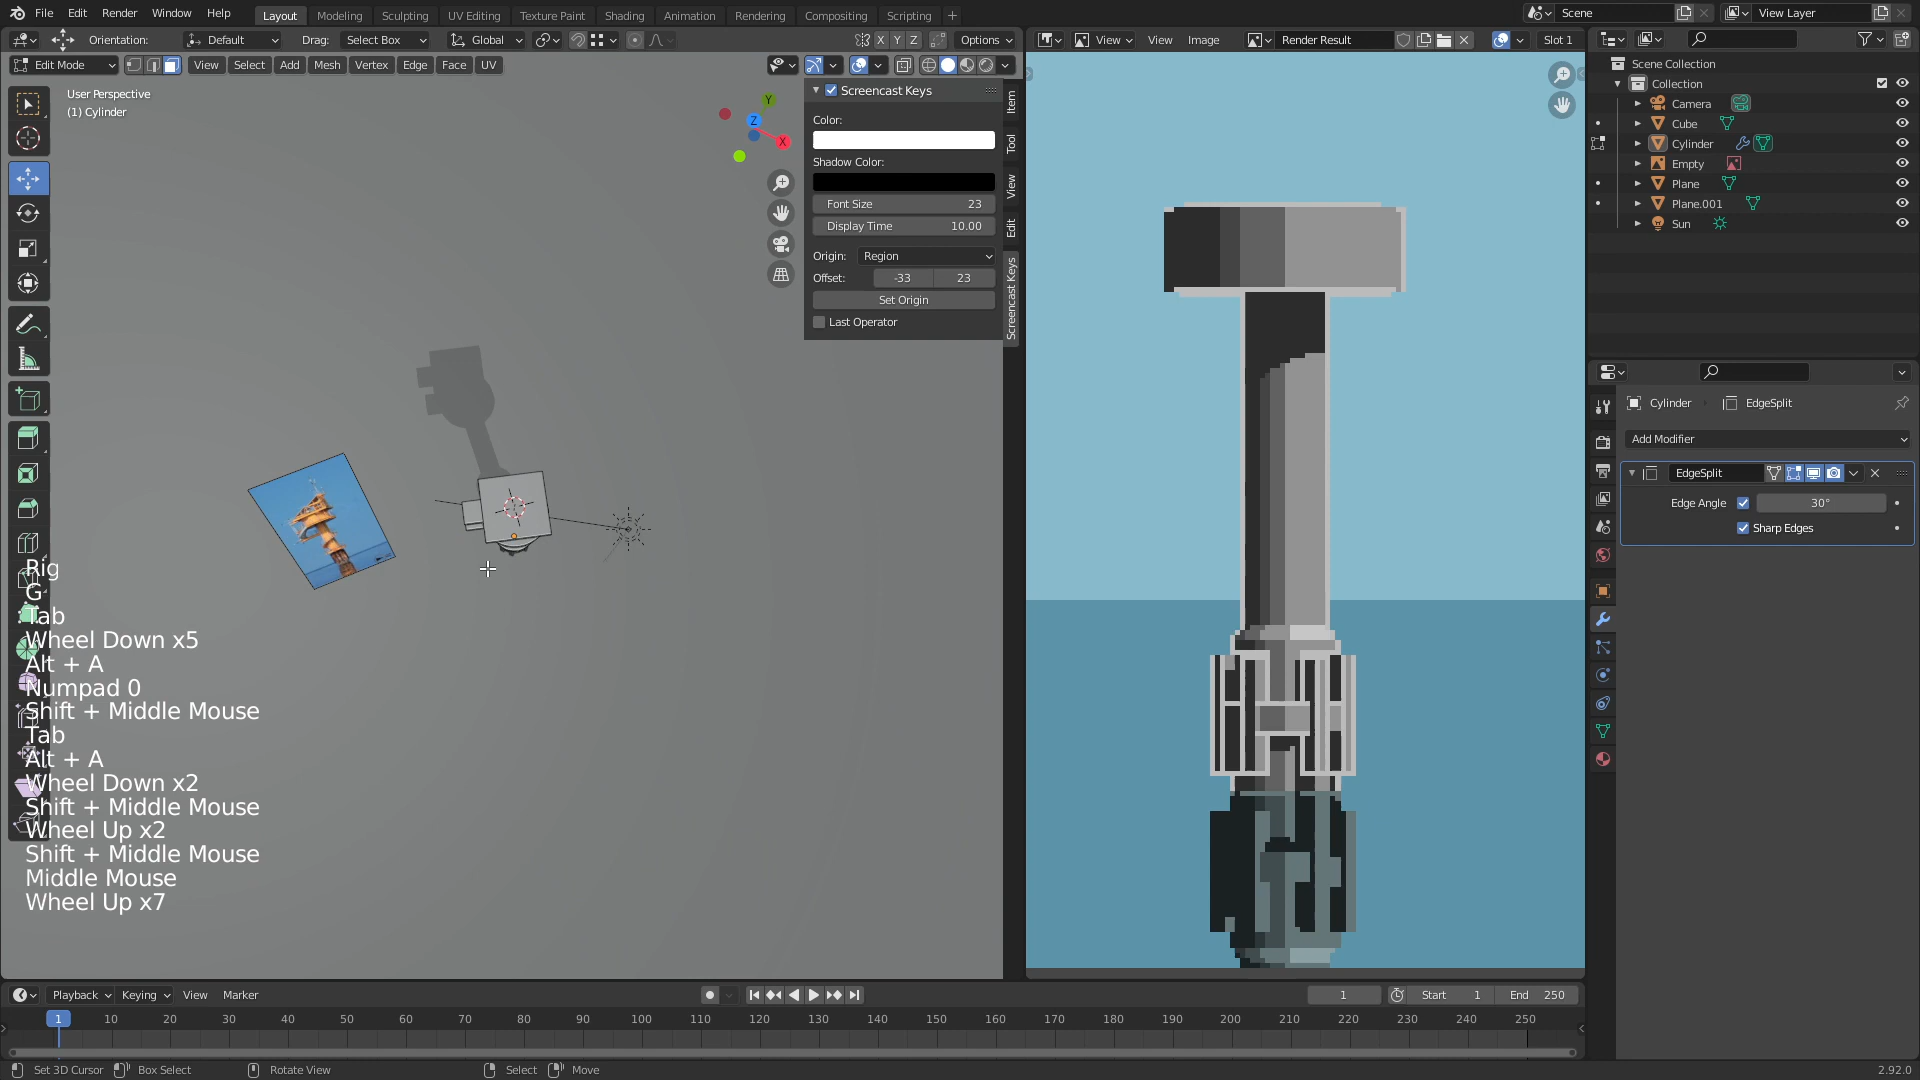 File Edit Render Window Help Layout Modeling Sculpting UV Editing Texture Paint Shading Animation Rendering Compositing Scripting + Scene View Layer
Orientation: Default Drag: Select Box Global X Y Z Options View View Image Render Result Slot 1
Edit Mode View Select Add Mesh Vertex Edge Face UV
User Perspective
(1) Cylinder
Y
Z
X
Screencast Keys
Color:
Shadow Color:
Font Size 23
Display Time 10.00
Origin: Region
Offset: -33 23
Set Origin
Last Operator
Item
Tool
View
Edit
Screencast Keys
Scene Collection
Collection
Camera
Cube
Cylinder
Empty
Plane
Plane.001
Sun
Cylinder EdgeSplit
Add Modifier
EdgeSplit
Edge Angle 30°
Sharp Edges
Rig
G
Tab
Wheel Down x5
Alt + A
Numpad 0
Shift + Middle Mouse
Tab
Alt + A
Wheel Down x2
Shift + Middle Mouse
Wheel Up x2
Shift + Middle Mouse
Middle Mouse
Wheel Up x7
Playback Keying View Marker 1 Start 1 End 250
1 10 20 30 40 50 60 70 80 90 100 110 120 130 140 150 160 170 180 190 200 210 220 230 240 250
Set 3D Cursor Box Select Rotate View Select Move 2.92.0